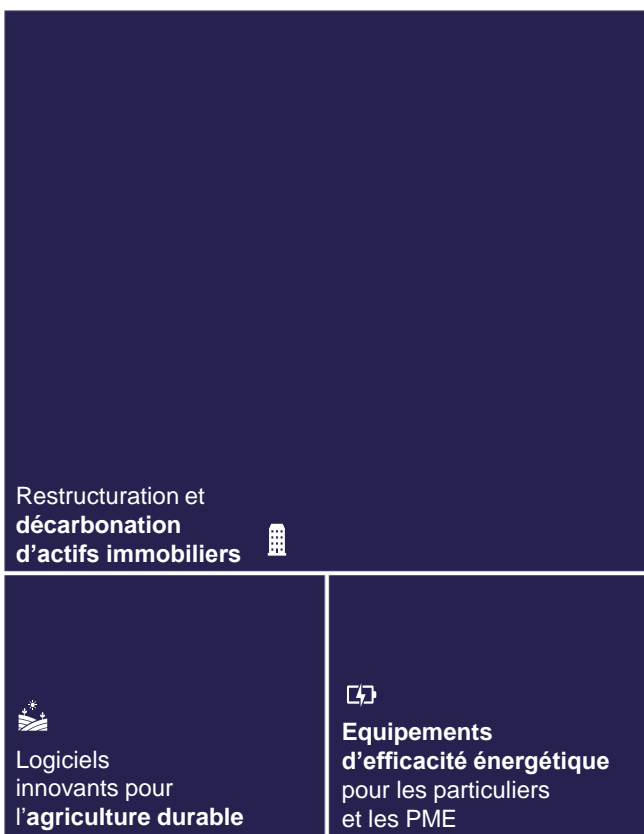 Restructuration et
décarbonation
d'actifs immobiliers
Logiciels
innovants pour
l'agriculture durable
Equipements
d'efficacité énergétique
pour les particuliers
et les PME